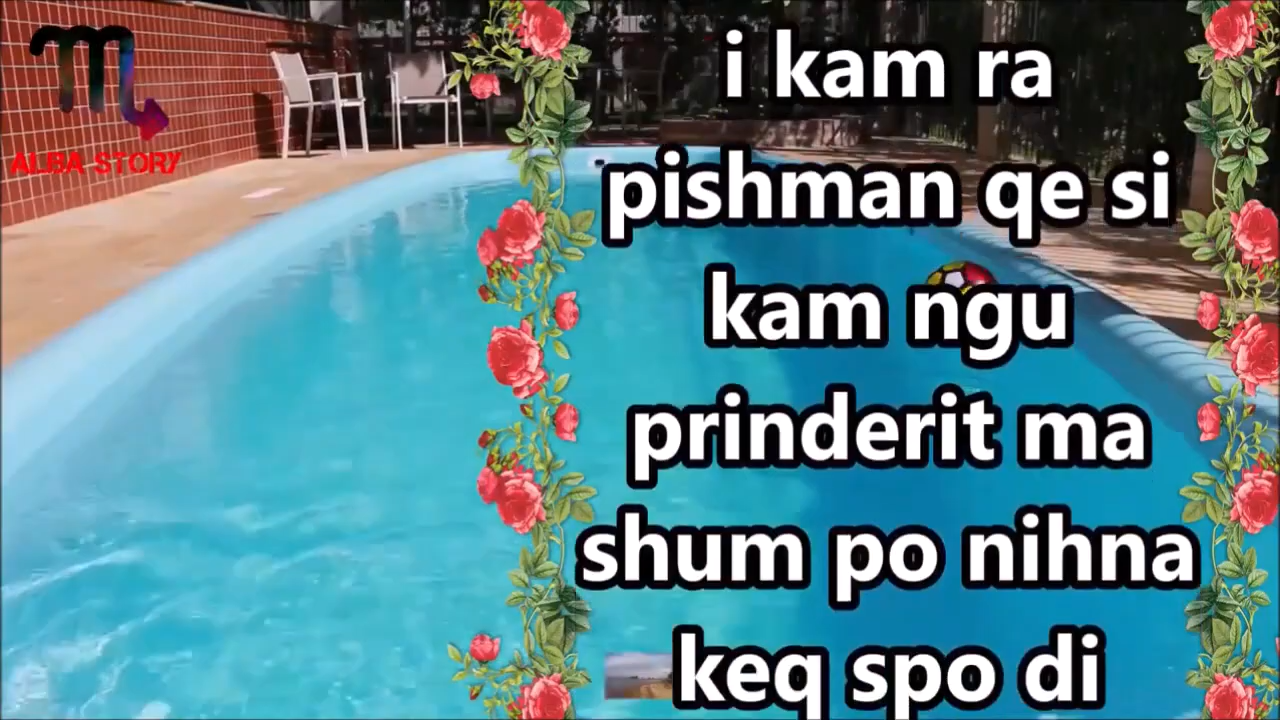 ALBA STORY
i kam ra
pishman qe si
kam ngu
prinderit ma
shum po nihna
keq spo di